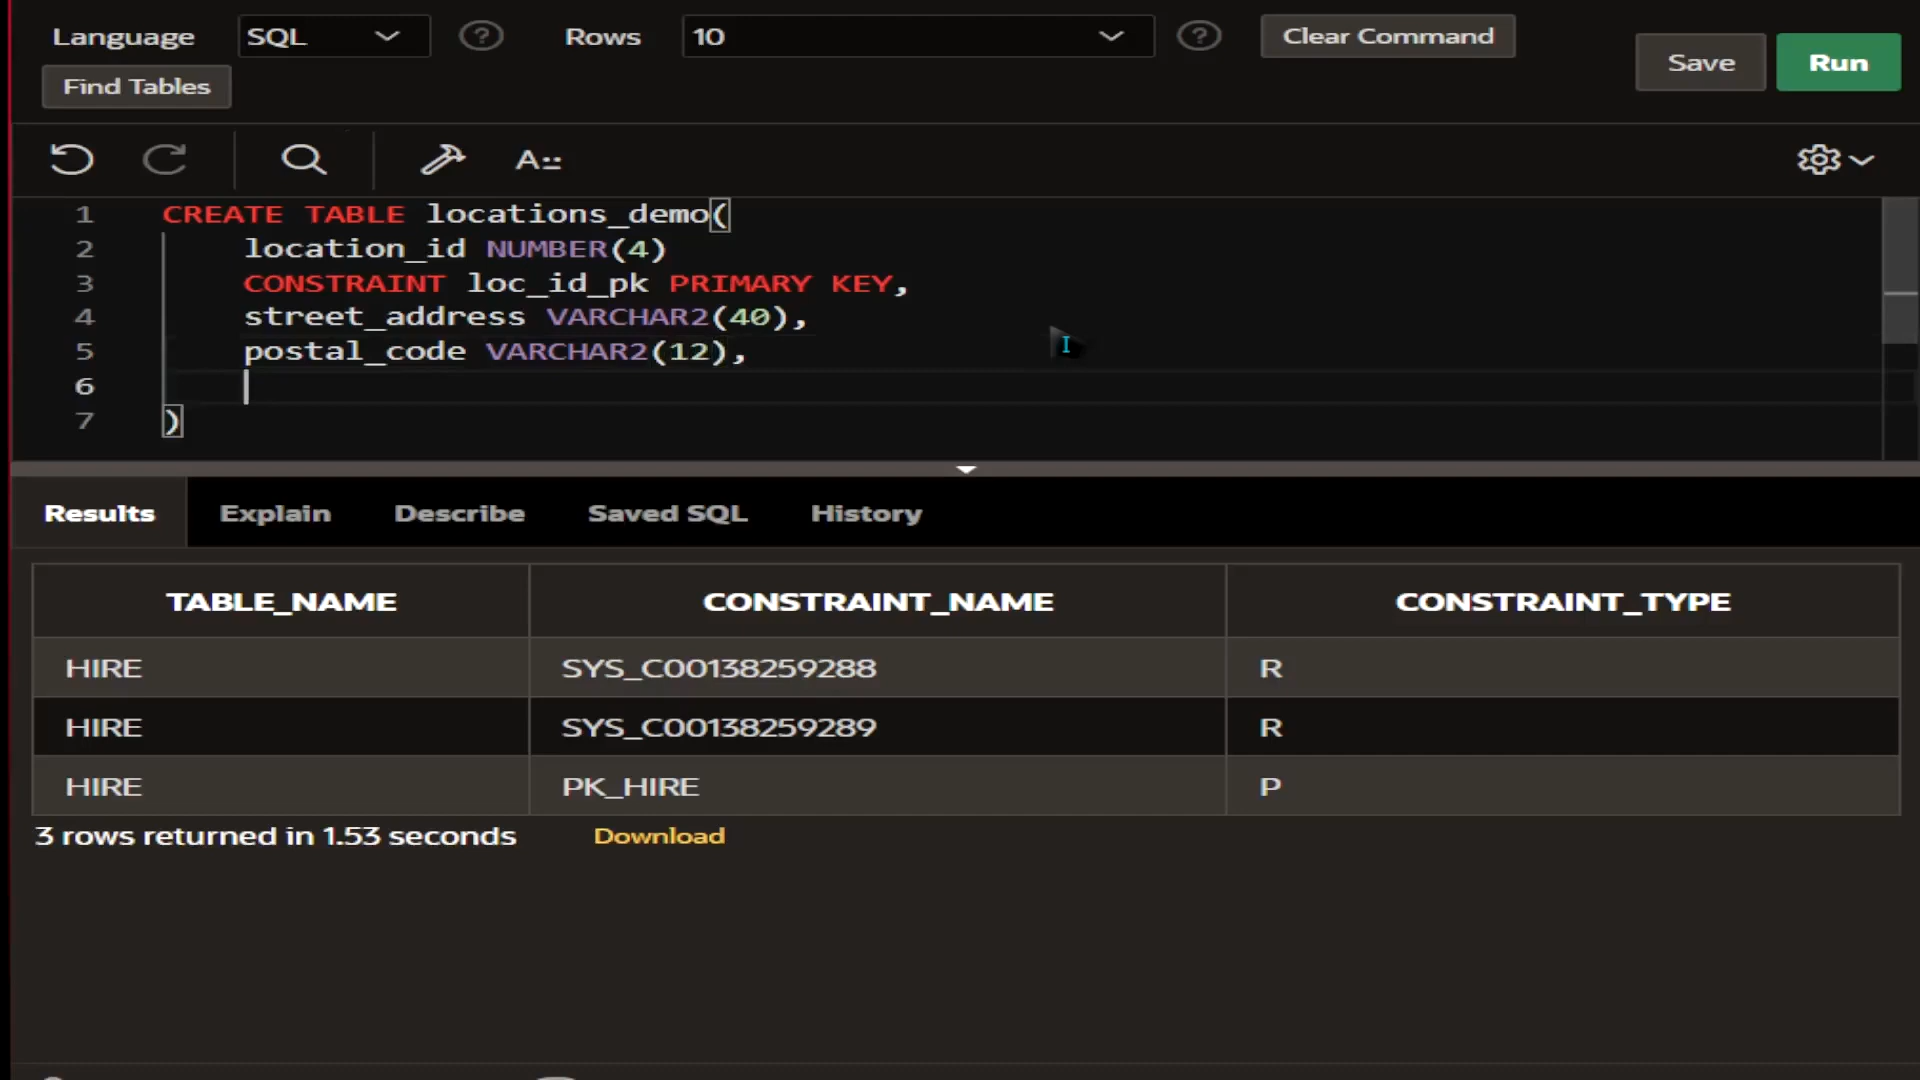 Language SQL Rows 10 Clear Command Save Run
Find Tables
A
1 CREATE TABLE locations_demo(
2 location_id NUMBER(4)
3 CONSTRAINT loc_id_pk PRIMARY KEY,
4 street_address VARCHAR2(40),
5 postal_code VARCHAR2(12),
6
7 )
Results Explain Describe Saved SQL History
TABLE_NAME CONSTRAINT_NAME CONSTRAINT_TYPE
HIRE SYS_C00138259288 R
HIRE SYS_C00138259289 R
HIRE PK_HIRE P
3 rows returned in 1.53 seconds Download